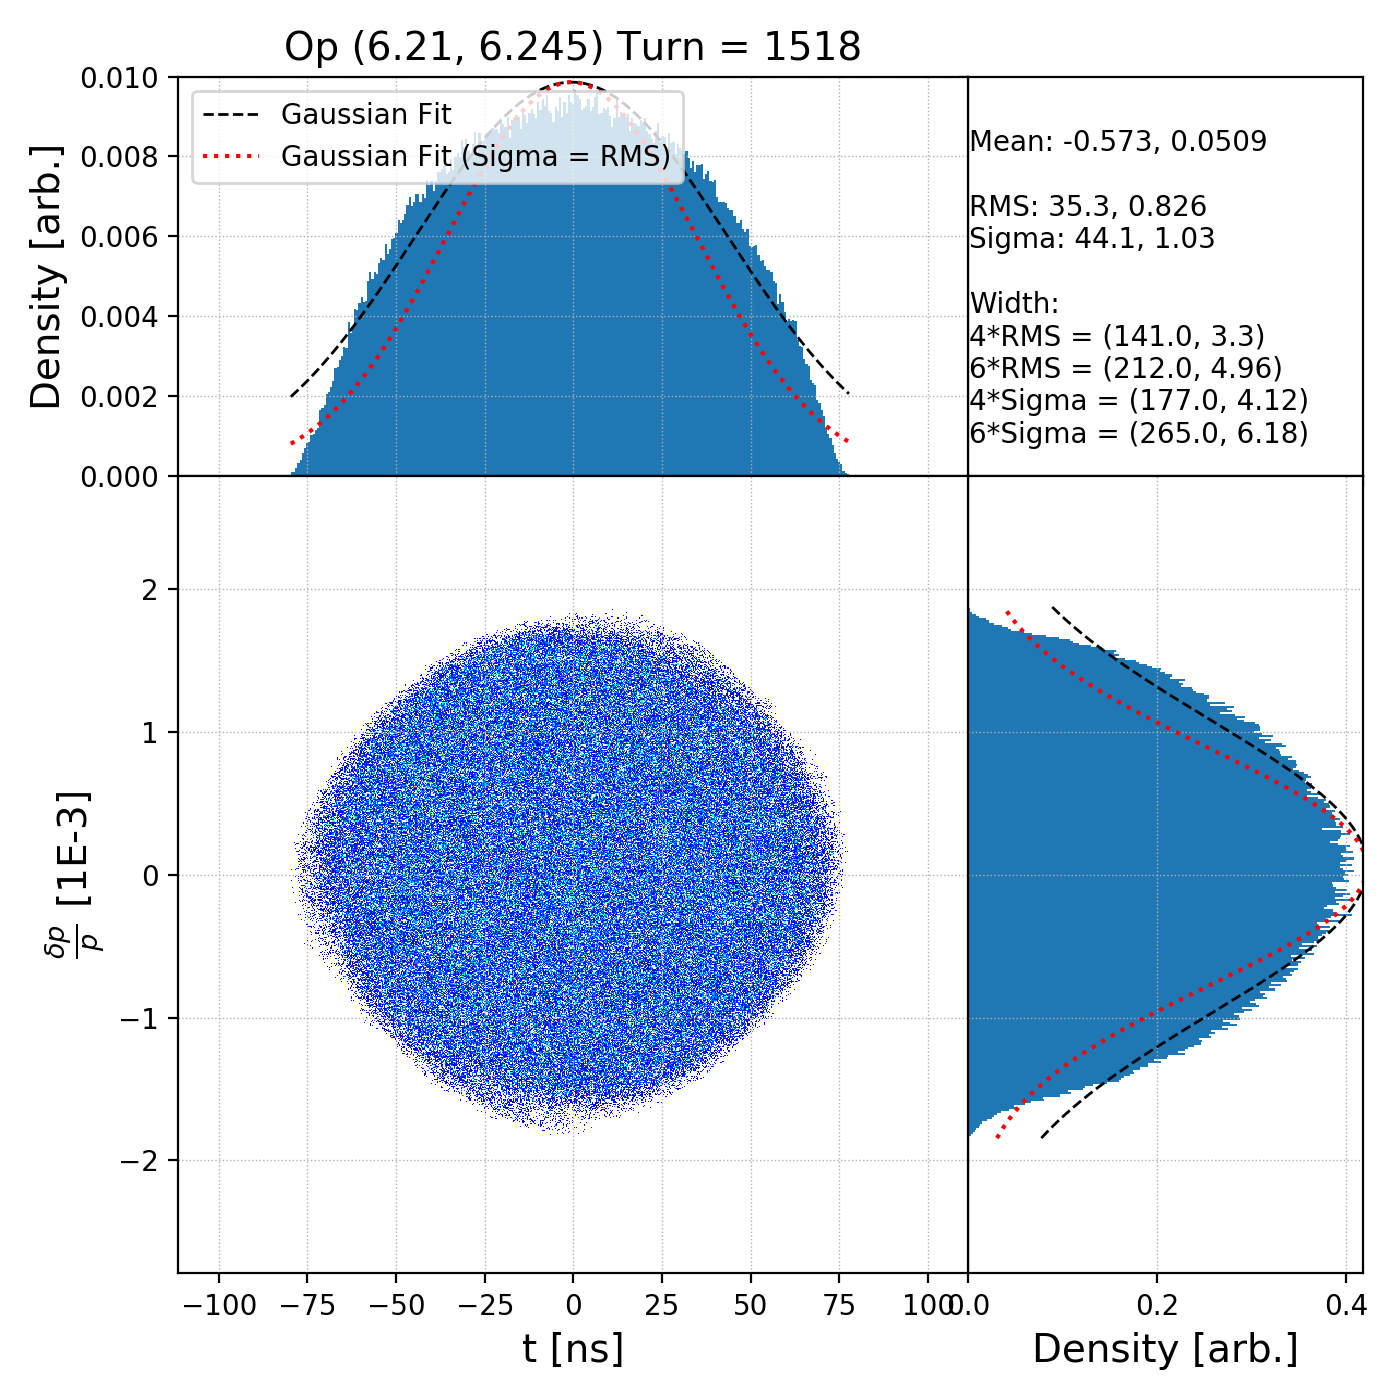 Op (6.21, 6.245) Turn = 1518
Density [arb.]
0.010
0.008
0.006
0.004
0.002
0.000
Gaussian Fit
Gaussian Fit (Sigma = RMS)
Mean: -0.573, 0.0509
RMS: 35.3, 0.826
Sigma: 44.1, 1.03
Width:
4*RMS = (141.0, 3.3)
6*RMS = (212.0, 4.96)
4*Sigma = (177.0, 4.12)
6*Sigma = (265.0, 6.18)
δp/p [1E-3]
2
1
0
−1
−2
−100 −75 −50 −25 0 25 50 75 100
t [ns]
0.0 0.2 0.4
Density [arb.]